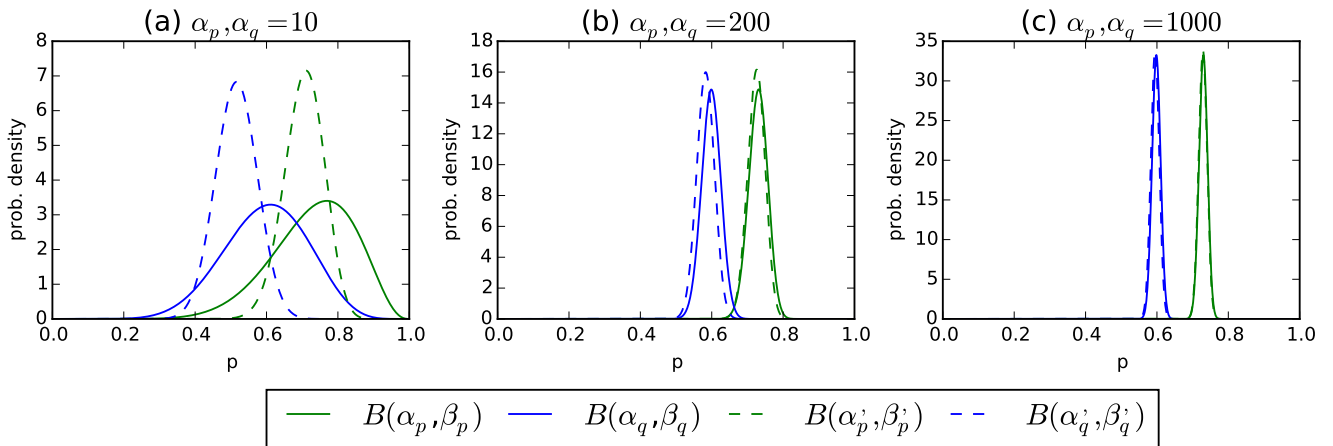 (a) αp,αq=10
(b) αp,αq=200
(c) αp,αq=1000
prob. density
8
7
6
5
4
3
2
1
0
0.0 0.2 0.4 0.6 0.8 1.0
p
prob. density
18
16
14
12
10
8
6
4
2
0
0.0 0.2 0.4 0.6 0.8 1.0
p
prob. density
35
30
25
20
15
10
5
0
0.0 0.2 0.4 0.6 0.8 1.0
p
B(αp,βp) B(αq,βq) B(αp',βp') B(αq',βq')